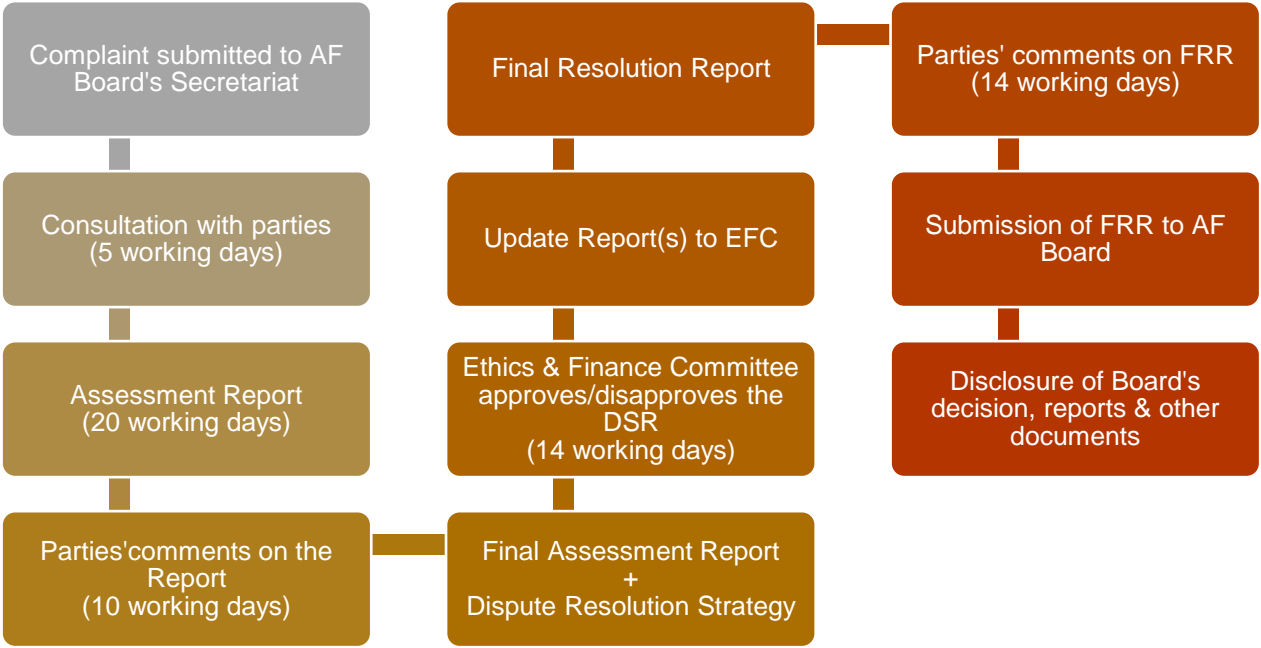 Complaint submitted to AF
Board's Secretariat
Consultation with parties
(5 working days)
Assessment Report
(20 working days)
Parties'comments on the
Report
(10 working days)
Final Assessment Report
+
Dispute Resolution Strategy
Ethics & Finance Committee
approves/disapproves the
DSR
(14 working days)
Update Report(s) to EFC
Final Resolution Report
Parties' comments on FRR
(14 working days)
Submission of FRR to AF
Board
Disclosure of Board's
decision, reports & other
documents